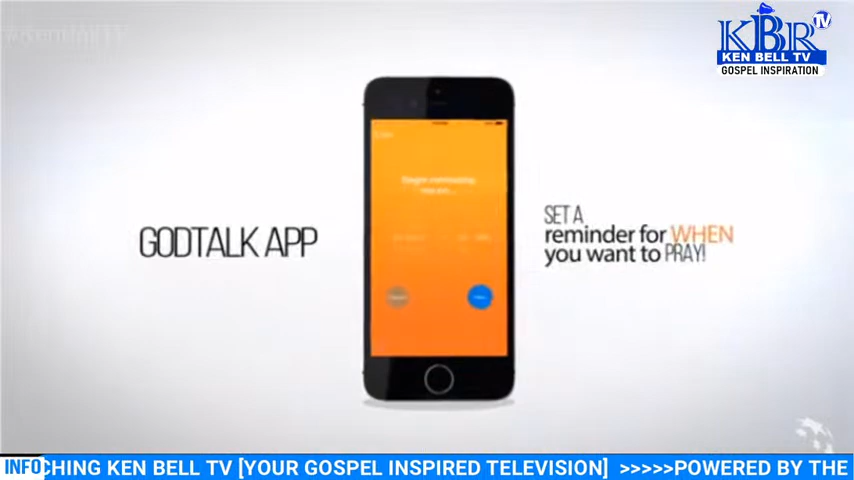 KBR TV
KEN BELL TV
GOSPEL INSPIRATION
GODTALK APP
SET A
reminder for WHEN
you want to PRAY!
INFO CHING KEN BELL TV [YOUR GOSPEL INSPIRED TELEVISION] >>>>>POWERED BY THE